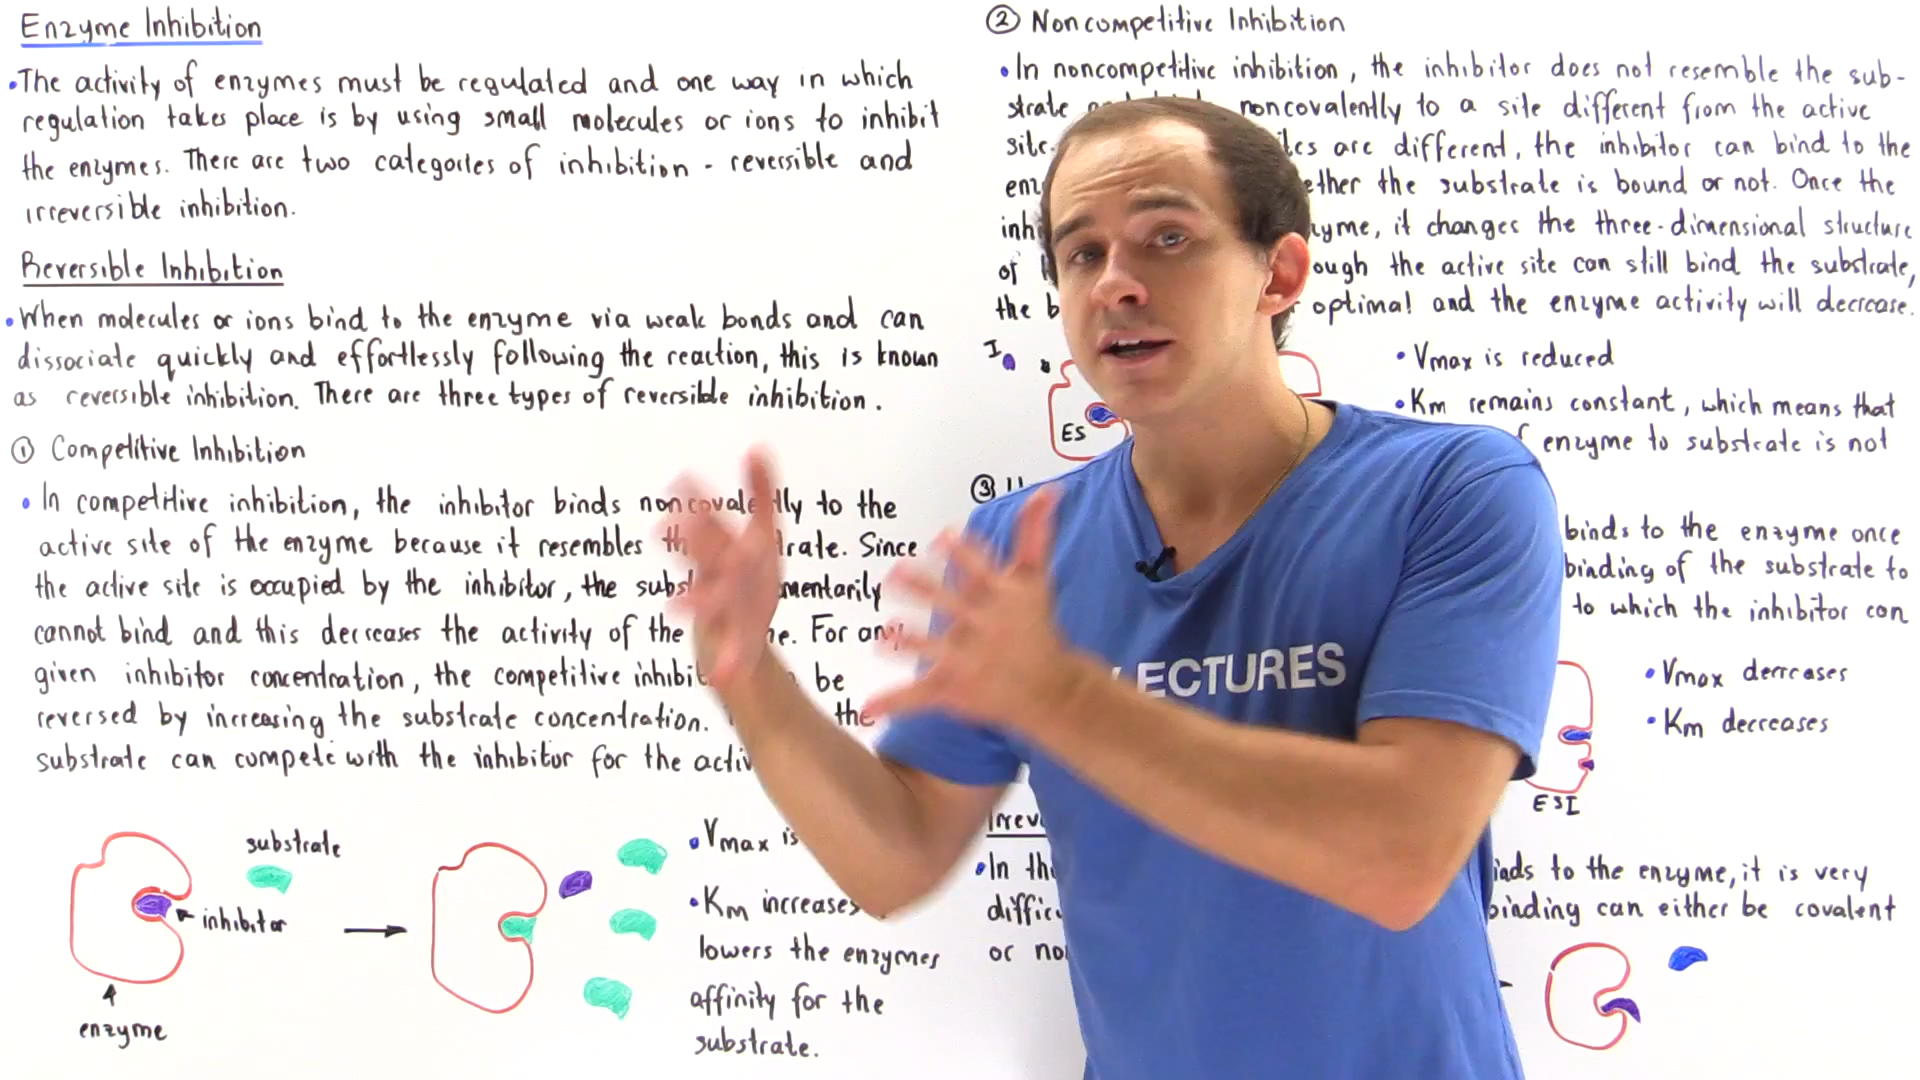 Enzyme Inhibition
•The activity of enzymes must be regulated and one way in which
regulation takes place is by using small molecules or ions to inhibit
the enzymes. There are two categories of inhibition - reversible and
irreversible inhibition.
Reversible Inhibition
•When molecules or ions bind to the enzyme via weak bonds and can
dissociate quickly and effortlessly following the reaction, this is known
as reversible inhibition. There are three types of reversible inhibition.
① Competitive Inhibition
• In competitive inhibition, the inhibitor binds noncovalently to the
active site of the enzyme because it resembles the Since
the active site is occupied by the inhibitor, the
cannot bind and this decreases the activity of the For any
given inhibitor concentration, the competitive be
reversed by increasing the substrate concentration. the
substrate can compete with the inhibitor for the
substrate
inhibitor
enzyme
•Vmax is
•Km increases
lowers the enzymes
affinity for the
substrate.
② Noncompetitive Inhibition
•In noncompetitive inhibition, the inhibitor does not resemble the sub-
strate noncovalently to a site different from the active
site. are different, the inhibitor can bind to the
the substrate is bound or not. Once the
it changes the three-dimensional structure
of the active site can still bind the substrate,
the optimal and the enzyme activity will decrease.
I
ES
• Vmax is reduced
•Km remains constant, which means that
enzyme to substrate is not
③
binds to the enzyme once
binding of the substrate to
to which the inhibitor can
• Vmax decreases
• Km decreases
ESI
•In
to the enzyme, it is very
binding can either be covalent
or
LECTURES